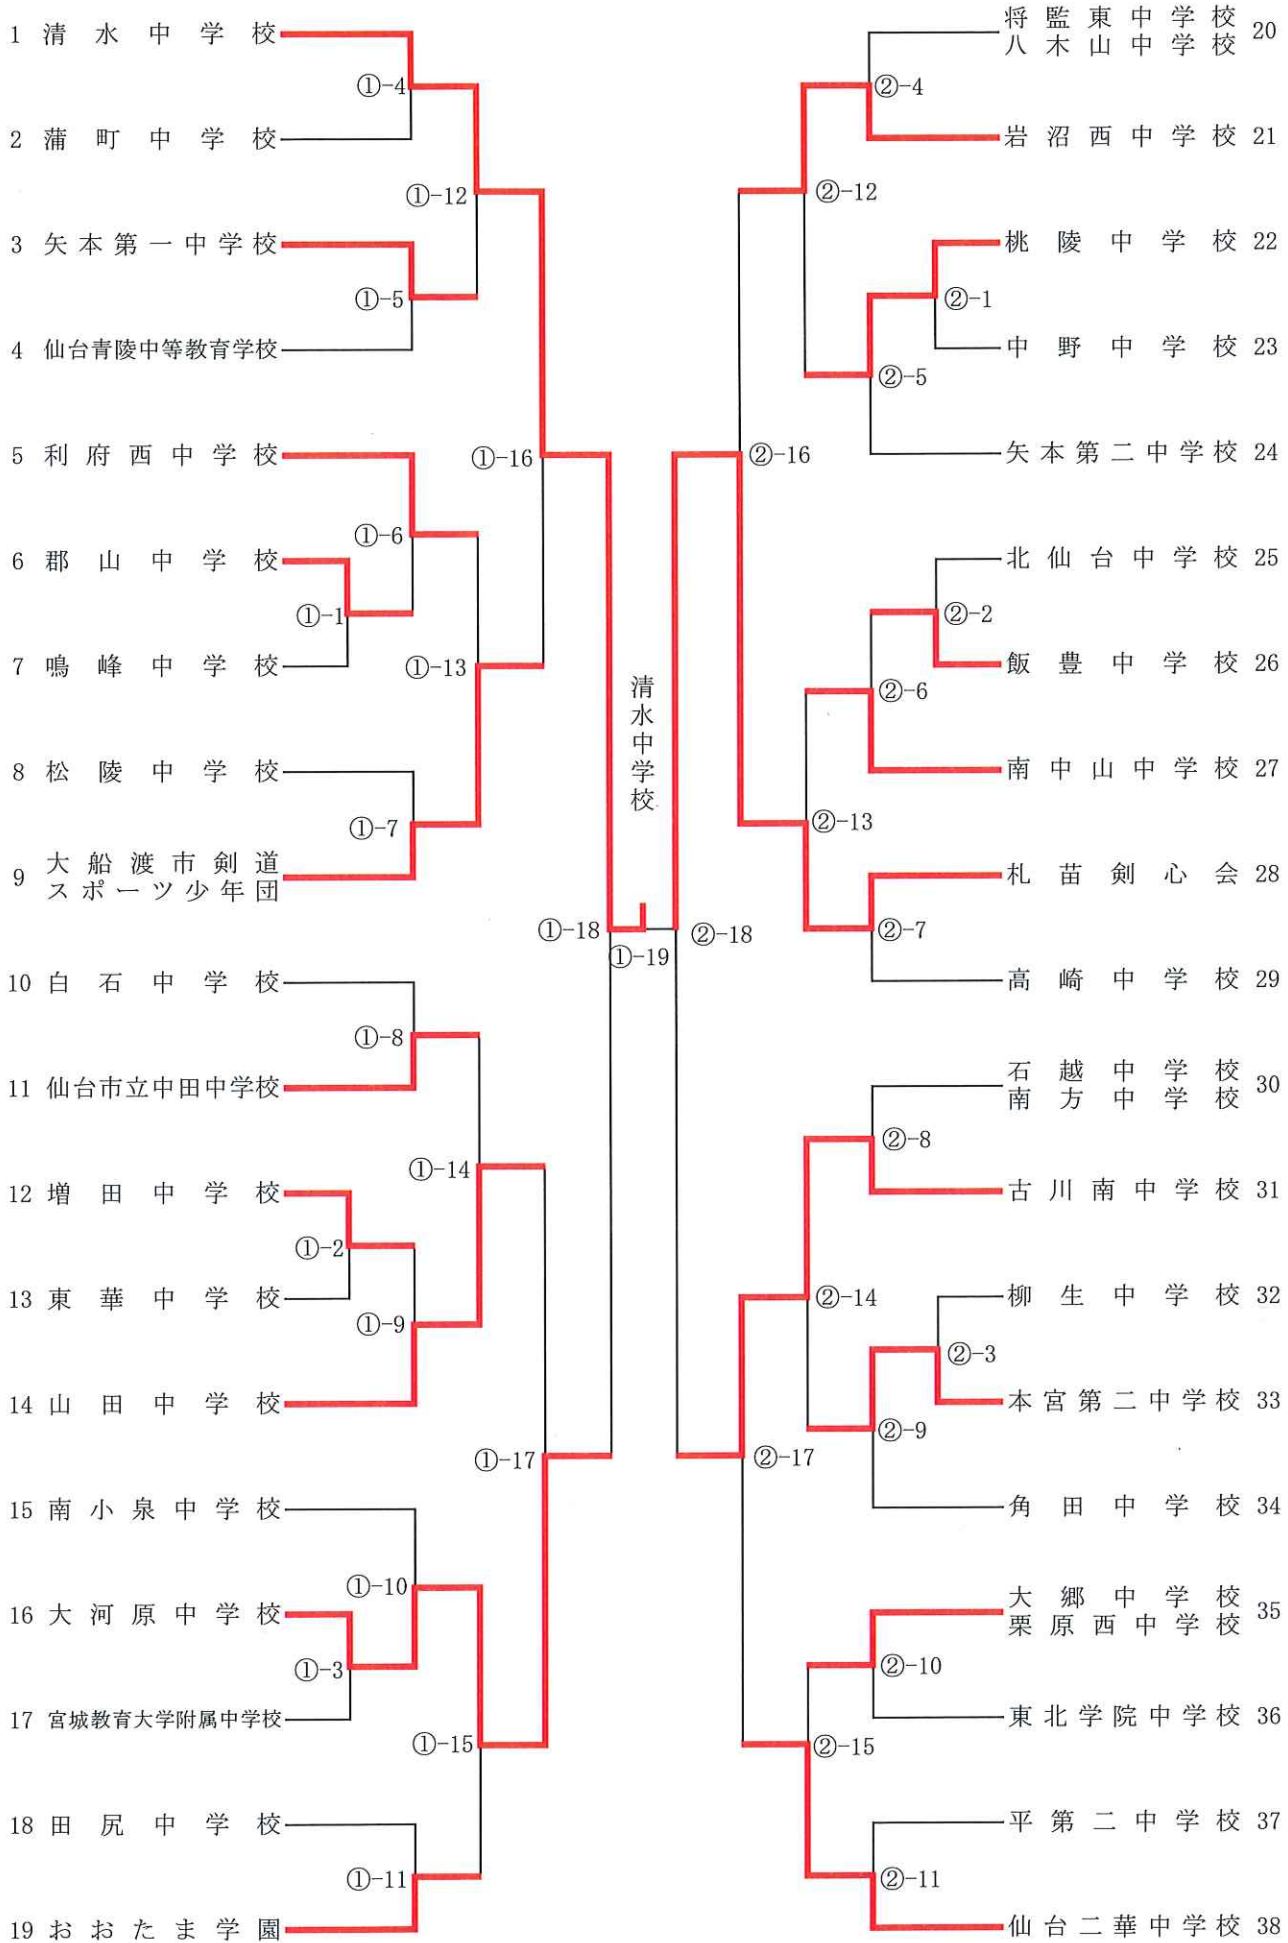 1 清水中学校
①-4
2 蒲町中学校
①-12
3 矢本第一中学校
①-5
4 仙台青陵中等教育学校
5 利府西中学校
①-16
①-6
6 郡山中学校
①-1
7 鳴峰中学校
①-13
8 松陵中学校
①-7
9 大船渡市剣道
スポーツ少年団
①-18
10 白石中学校
①-8
11 仙台市立中田中学校
①-14
12 増田中学校
①-2
13 東華中学校
①-9
14 山田中学校
①-17
15 南小泉中学校
①-10
16 大河原中学校
①-3
17 宮城教育大学附属中学校
①-15
18 田尻中学校
①-11
19 おおたま学園
清水中学校
①-19
将監東中学校
八木山中学校 20
②-4
岩沼西中学校 21
②-12
桃陵中学校 22
②-1
中野中学校 23
②-5
矢本第二中学校 24
②-16
北仙台中学校 25
②-2
飯豊中学校 26
②-6
南中山中学校 27
②-13
札苗剣心会 28
②-7
②-18
高崎中学校 29
石越中学校
南方中学校 30
②-8
古川南中学校 31
②-14
柳生中学校 32
②-3
本宮第二中学校 33
②-9
②-17
角田中学校 34
大郷中学校
栗原西中学校 35
②-10
東北学院中学校 36
②-15
平第二中学校 37
②-11
仙台二華中学校 38